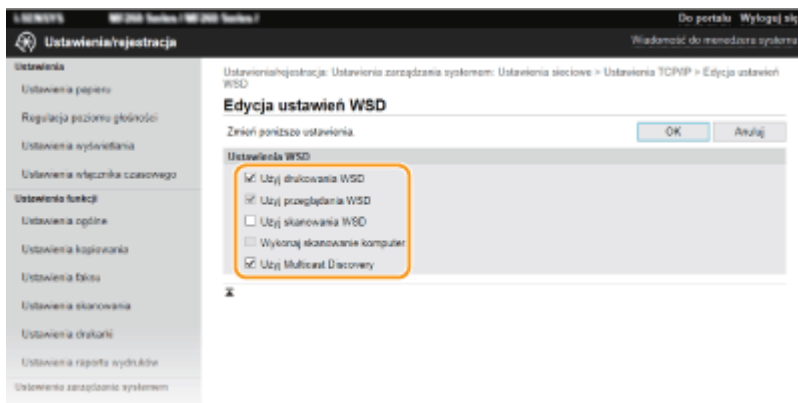 Do portalu Wyloguj się
Ustawienia/rejestracja
Wiadomość do menedżera systemu
Ustawienia
Ustawienia papieru
Regulacja poziomu głośności
Ustawienia wyświetlania
Ustawienia włącznika czasowego
Ustawienia funkcji
Ustawienia ogólne
Ustawienia kopiowania
Ustawienia faksu
Ustawienia skanowania
Ustawienia drukarki
Ustawienia raportu wydruków
Ustawienia zarządzania systemem
Ustawienia/rejestracja: Ustawienia zarządzania systemem: Ustawienia sieciowe > Ustawienia TCP/IP > Edycja ustawień
WSD
Edycja ustawień WSD
Zmień poniższe ustawienia.
OK
Anuluj
Ustawienia WSD
Użyj drukowania WSD
Użyj przeglądania WSD
Użyj skanowania WSD
Wykonaj skanowanie komputer
Użyj Multicast Discovery